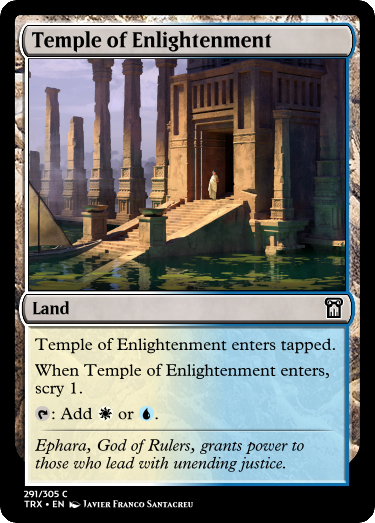 Temple of Enlightenment
Land
Temple of Enlightenment enters tapped.
When Temple of Enlightenment enters,
scry 1.
: Add or .
Ephara, God of Rulers, grants power to
those who lead with unending justice.
291/305 C
TRX • EN Javier Franco Santacreu